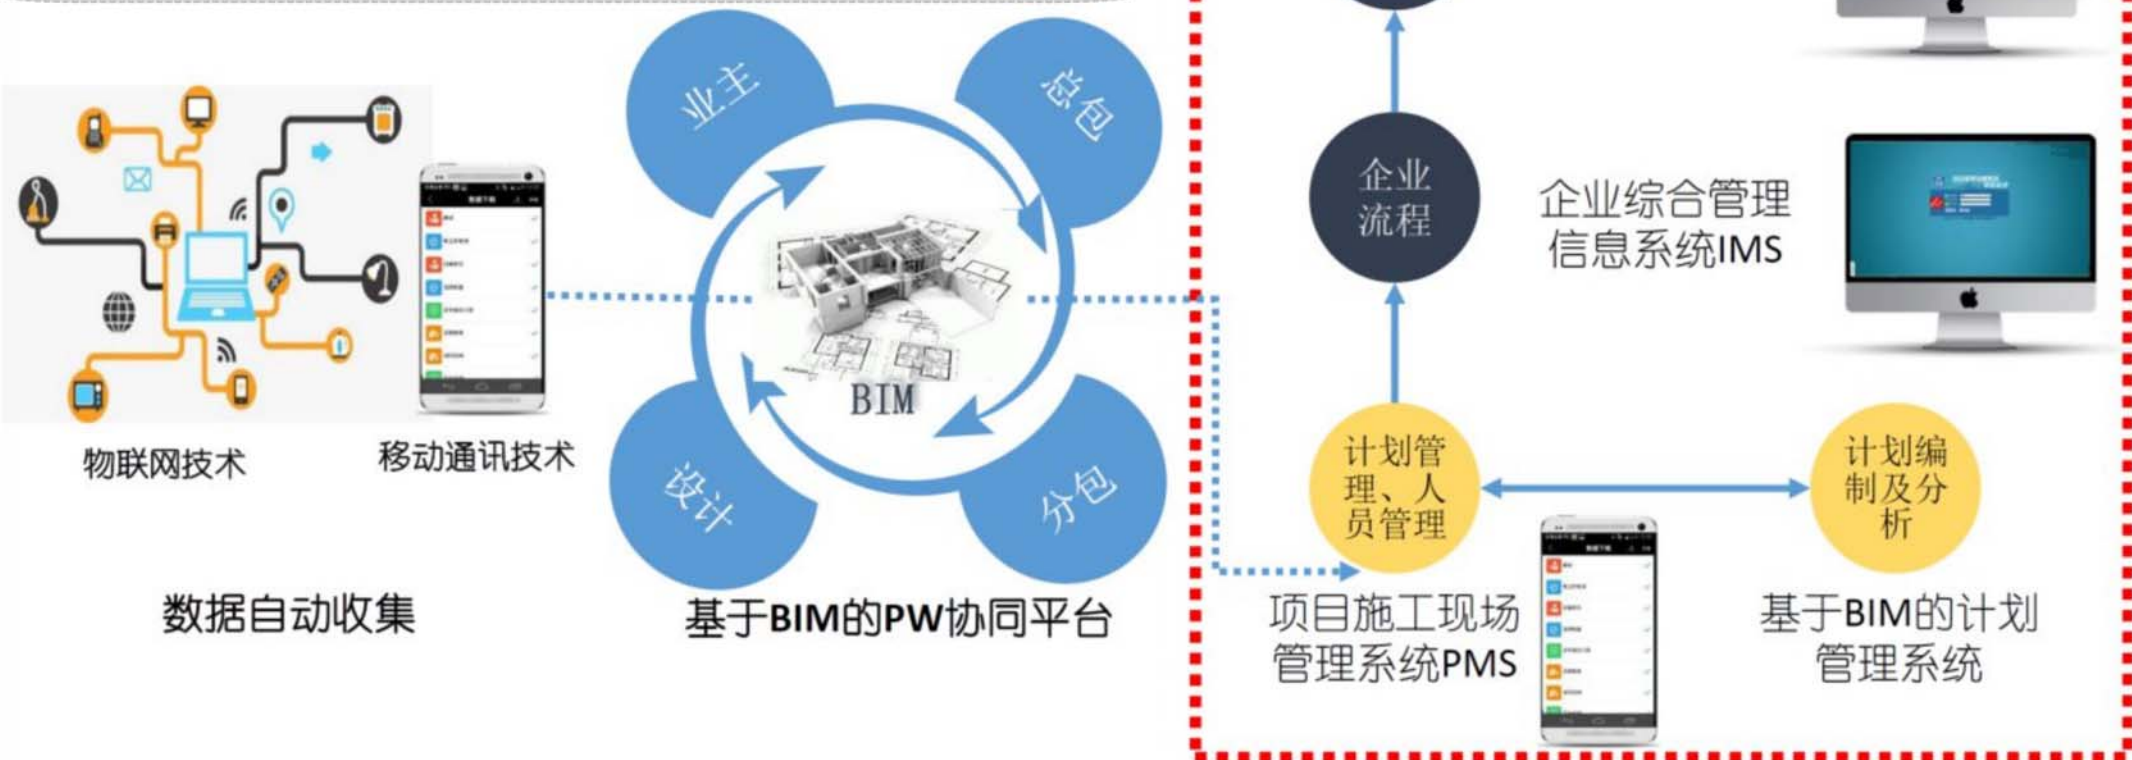 业主
总包
设计
分包
BIM
物联网技术
移动通讯技术
数据自动收集
基于BIM的PW协同平台
企业
流程
企业综合管理
信息系统IMS
计划管
理、人
员管理
计划编
制及分
析
项目施工现场
管理系统PMS
基于BIM的计划
管理系统